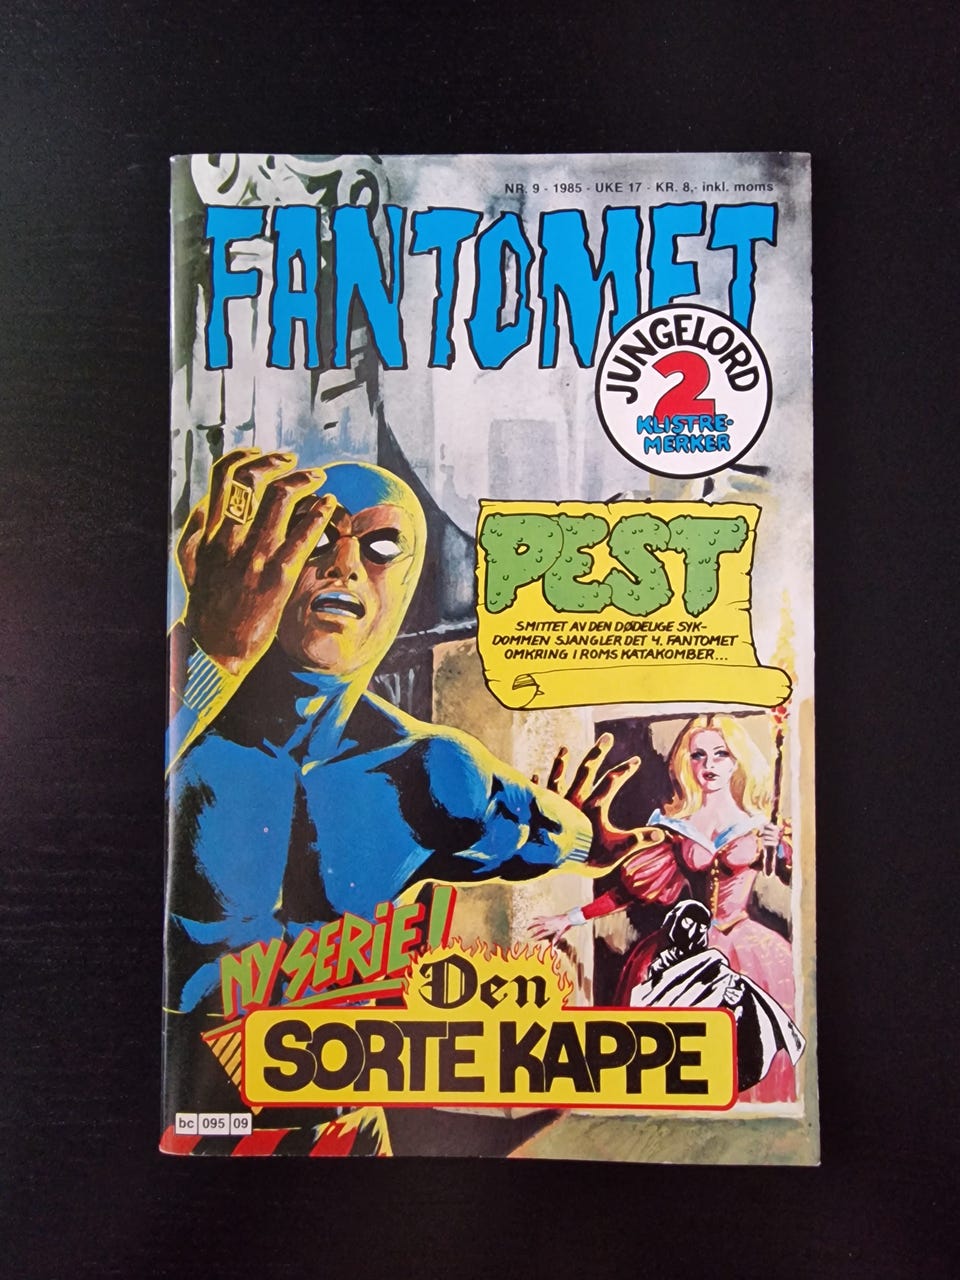 NR. 9 - 1985 - UKE 17 - KR. 8,- inkl. moms
FANTOMET
JUNGELORD
2
KLISTRE-
MERKER
PEST
SMITTET AV DEN DØDELIGE SYK-
DOMMEN SJANGLER DET 4. FANTOMET
OMKRING I ROMS KATAKOMBER...
NY SERIE!
Den
SORTE KAPPE
bc 095 09